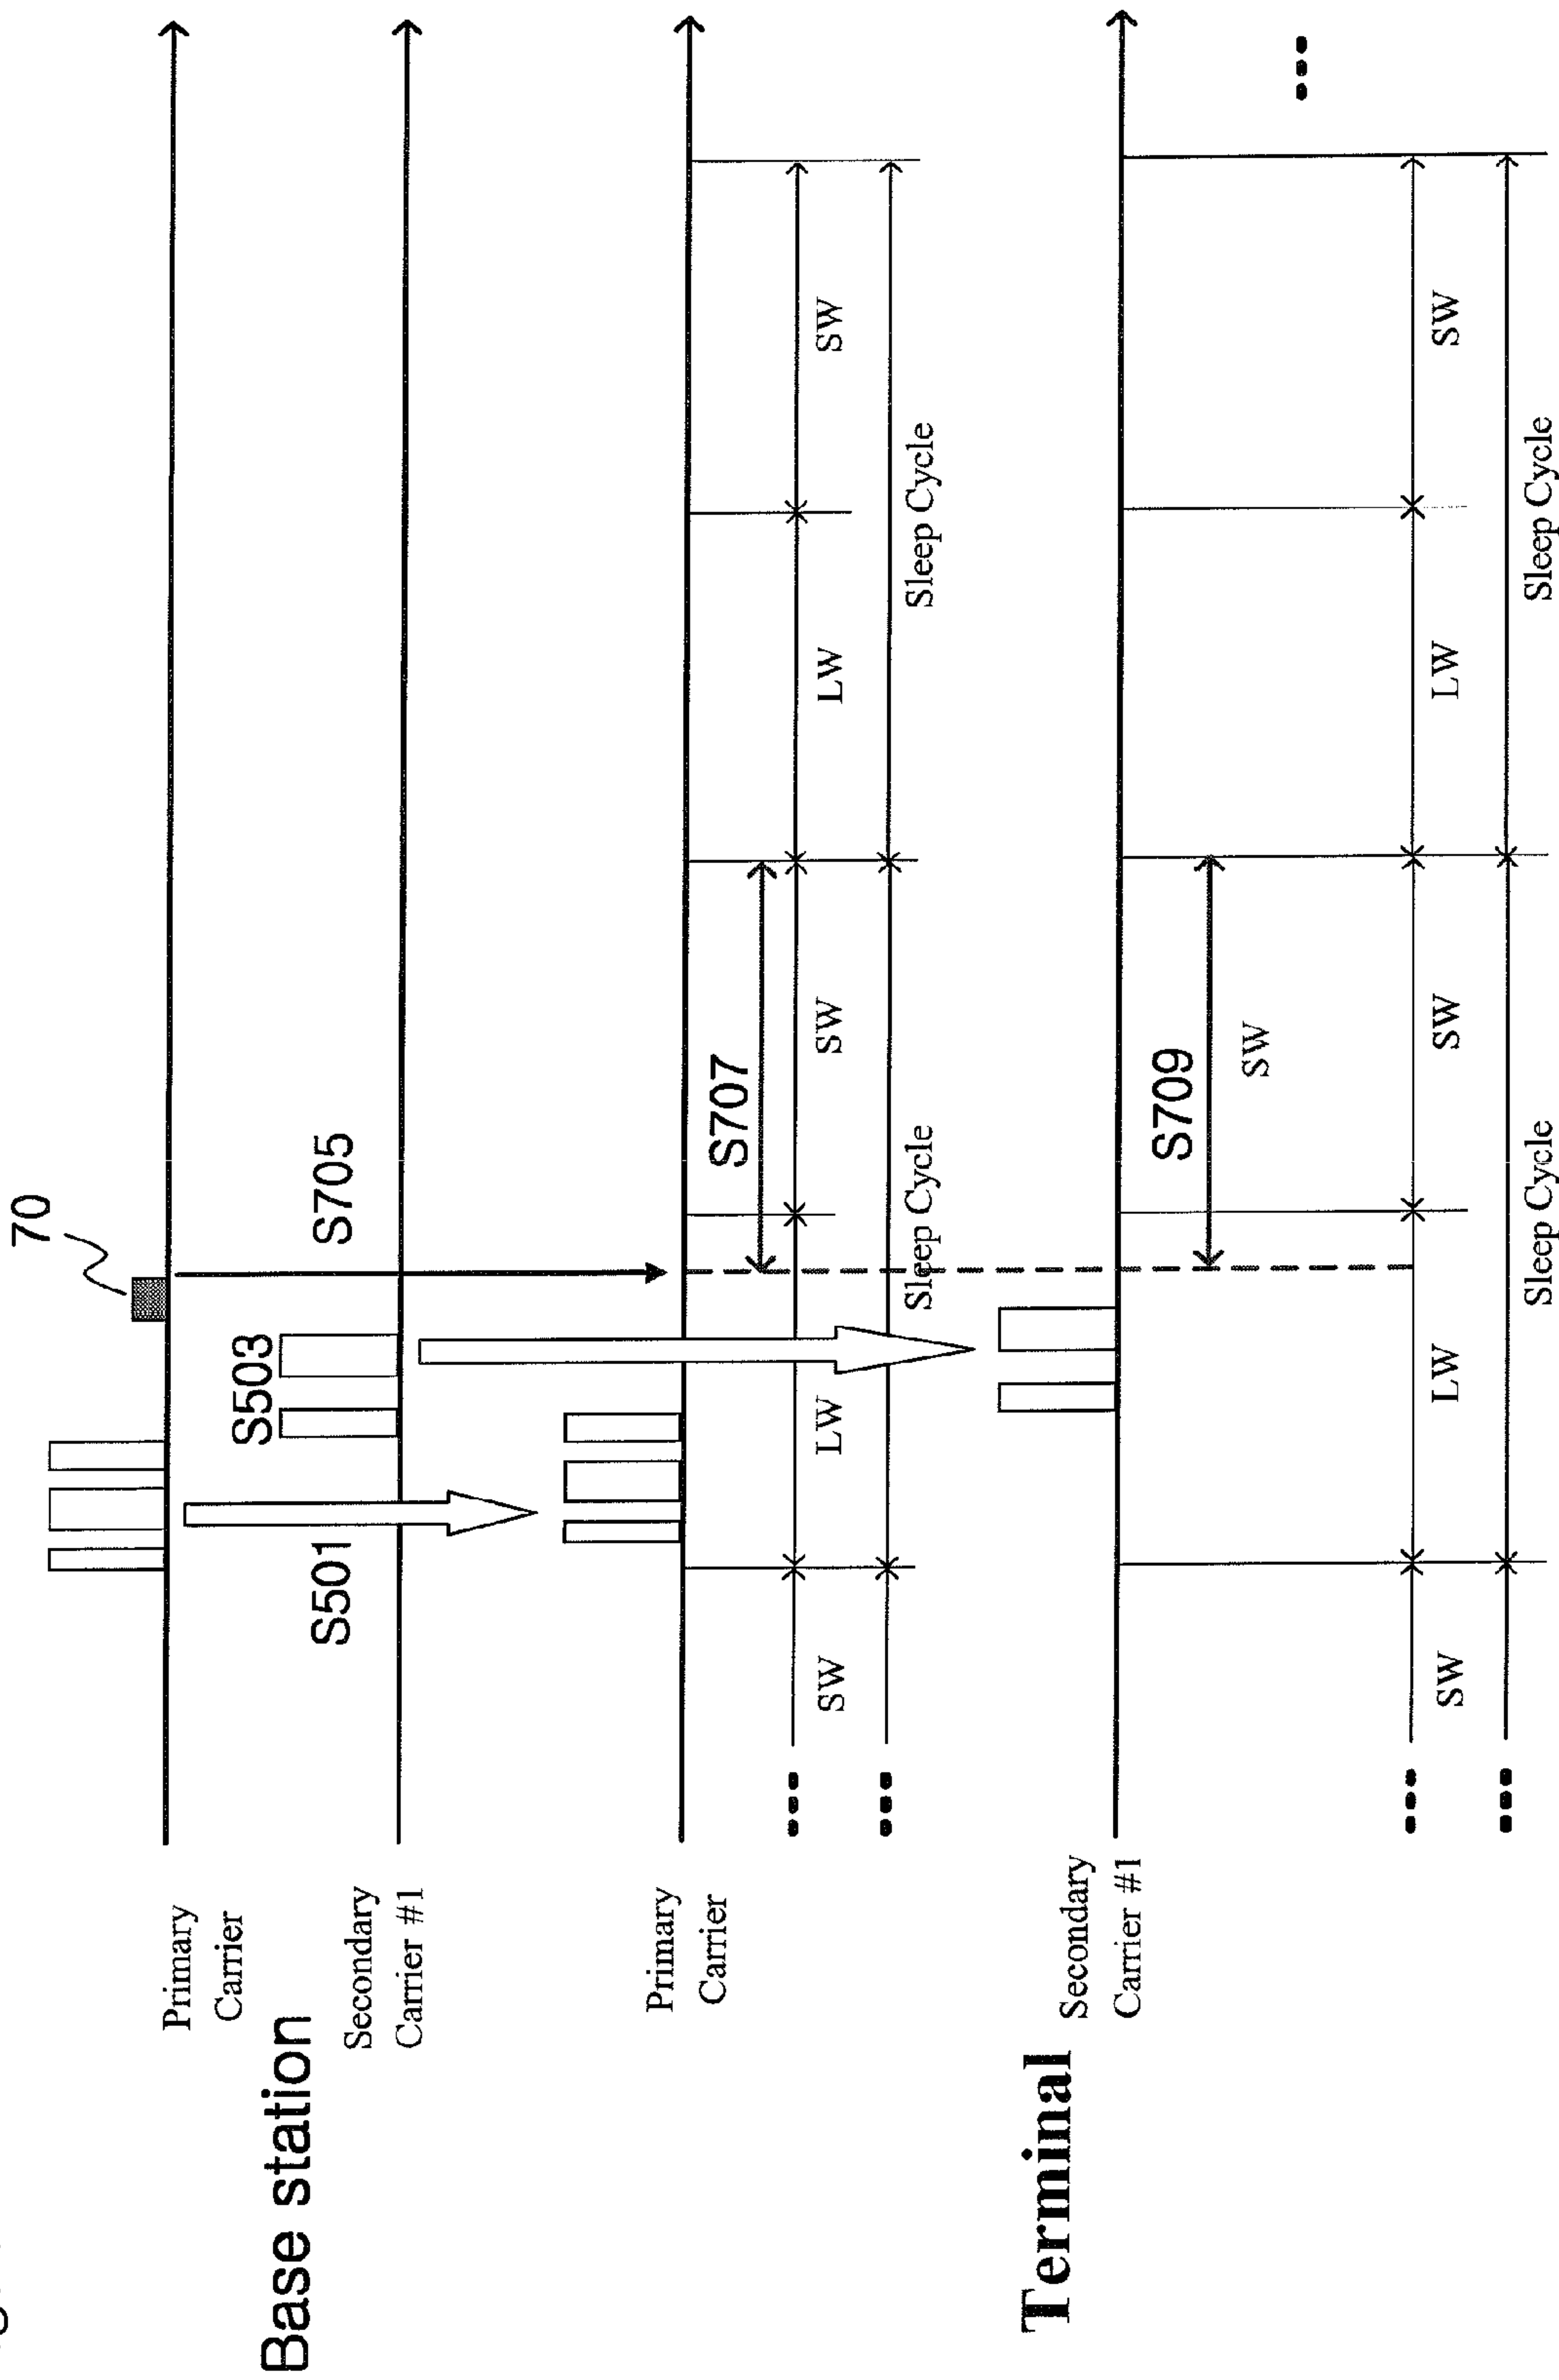 70
Primary
Carrier
Base station
S503
S705
S501
Secondary
Carrier #1
Primary
Carrier
S707
SW
LW
SW
LW
SW
Sleep Cycle
Sleep Cycle
Terminal
Secondary
Carrier #1
S709
SW
SW
LW
SW
LW
SW
Sleep Cycle
Sleep Cycle